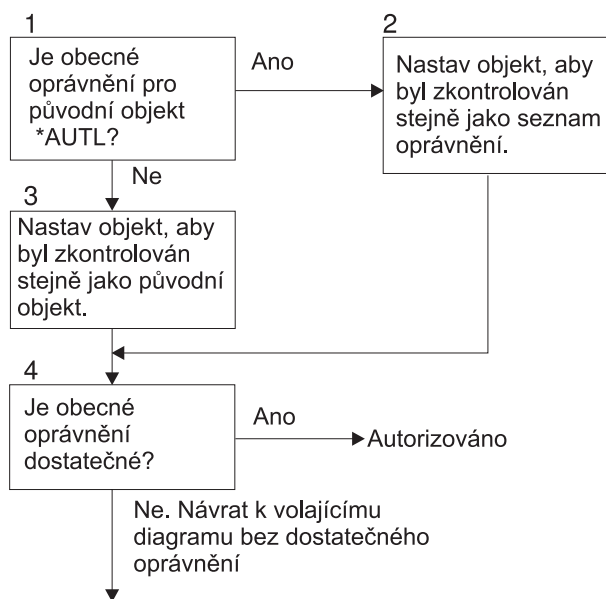 1
Je obecné
oprávnění pro
původní objekt
*AUTL?
Ano
2
Nastav objekt, aby
byl zkontrolován
stejně jako seznam
oprávnění.
Ne
3
Nastav objekt, aby
byl zkontrolován
stejně jako původní
objekt.
4
Je obecné
oprávnění
dostatečné?
Ano
Autorizováno
Ne. Návrat k volajícímu
diagramu bez dostatečného
oprávnění